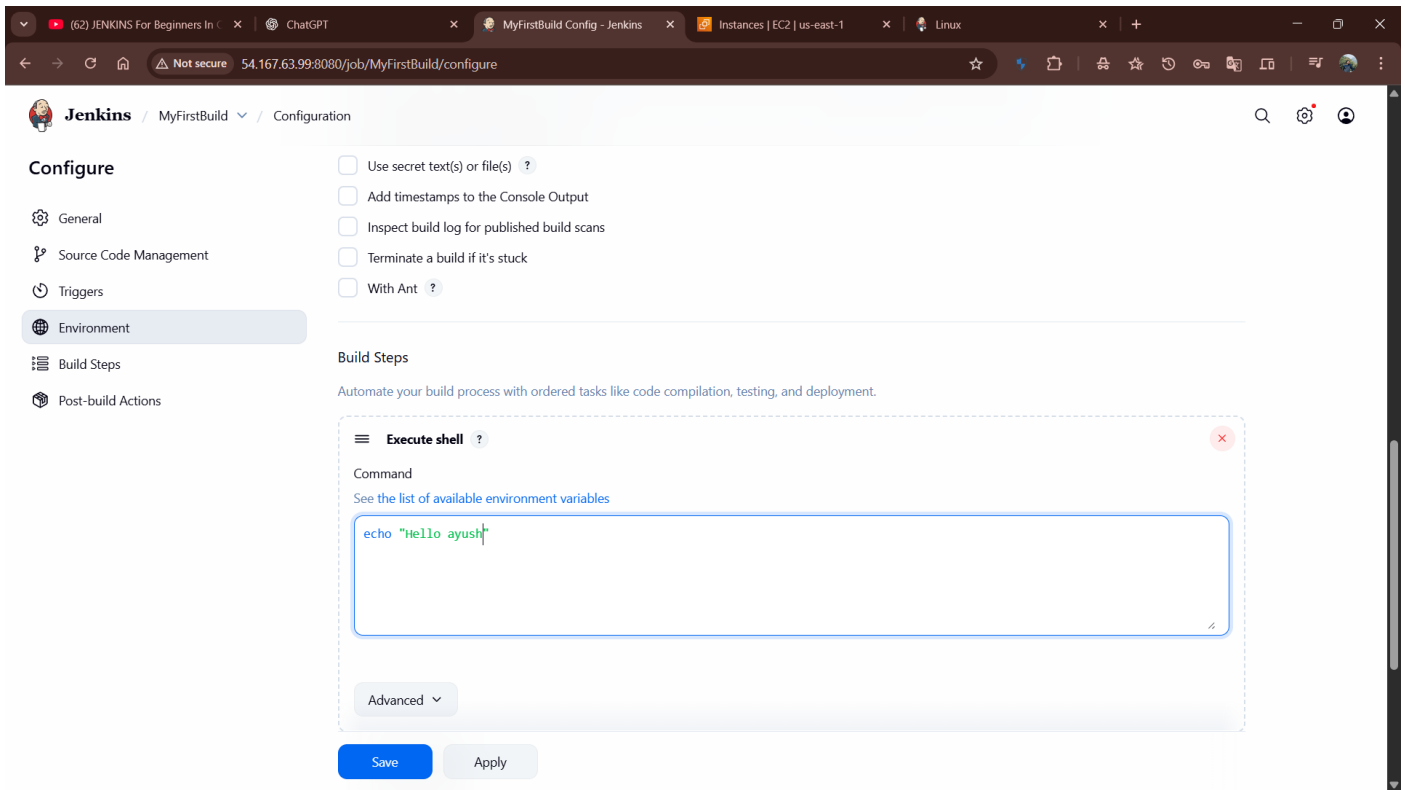 (62) JENKINS For Beginners In
ChatGPT
MyFirstBuild Config - Jenkins
Instances | EC2 | us-east-1
Linux
Not secure 54.167.63.99:8080/job/MyFirstBuild/configure
Jenkins / MyFirstBuild / Configuration
Configure
General
Source Code Management
Triggers
Environment
Build Steps
Post-build Actions
Use secret text(s) or file(s) ?
Add timestamps to the Console Output
Inspect build log for published build scans
Terminate a build if it's stuck
With Ant ?
Build Steps
Automate your build process with ordered tasks like code compilation, testing, and deployment.
Execute shell ?
Command
See the list of available environment variables
echo "Hello ayush"
Advanced
Save
Apply